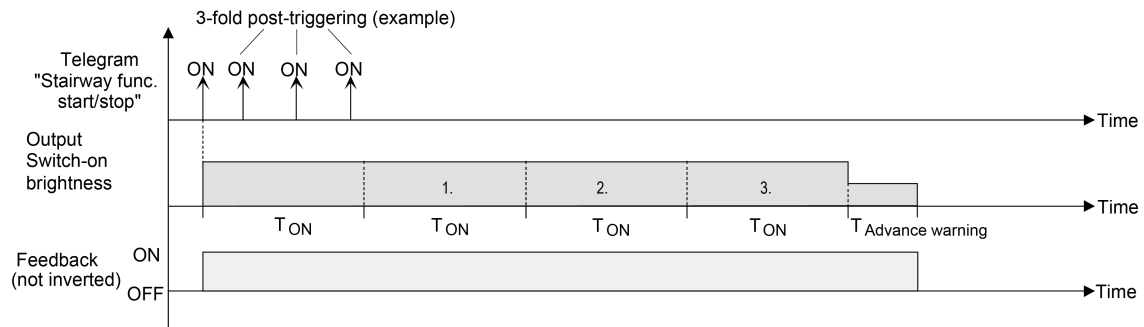 3-fold post-triggering (example)
Telegram
"Stairway func.
start/stop"
ON ON ON ON
Time
Output
Switch-on
brightness
1. 2. 3.
Time
T ON T ON T ON T ON T Advance warning
Feedback
(not inverted)
ON
OFF
Time